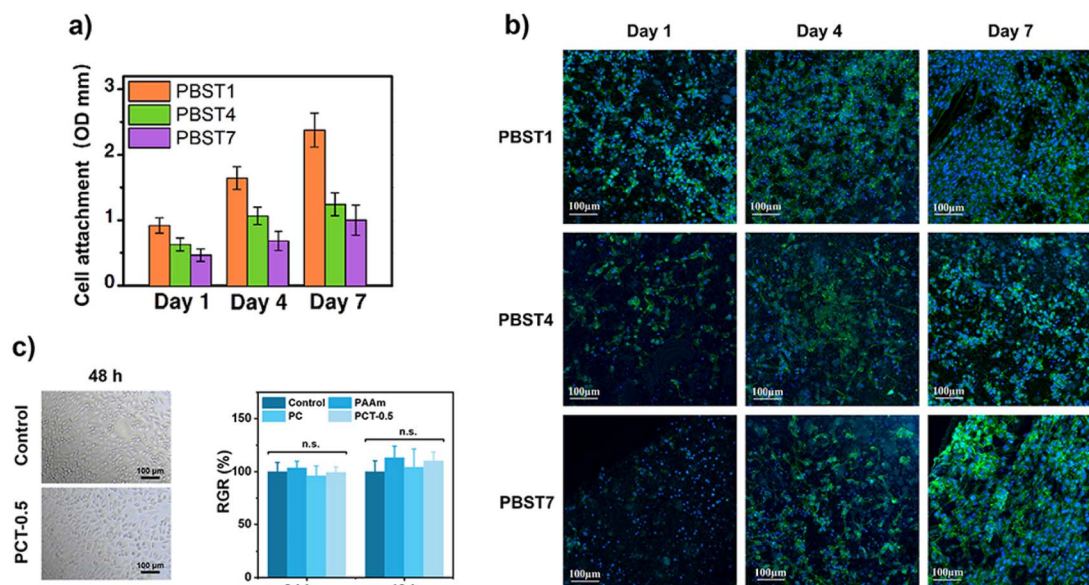 a)
Cell attachment (OD mm)
3
2
1
0
PBST1
PBST4
PBST7
Day 1 Day 4 Day 7
b)
Day 1 Day 4 Day 7
PBST1
100µm 100µm 100µm
PBST4
100µm 100µm 100µm
PBST7
100µm 100µm 100µm
c)
48 h
Control
100 µm
PCT-0.5
100 µm
RGR (%)
150
100
50
0
Control PAAm
PC PCT-0.5
n.s. n.s.